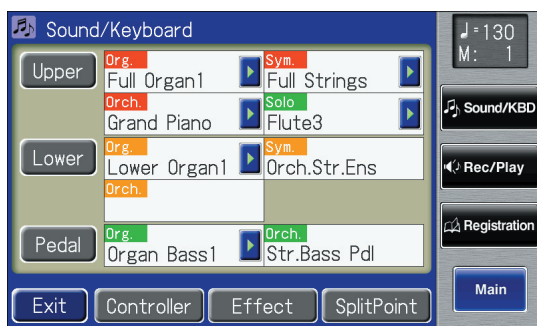 Sound/Keyboard
♩=130
M: 1
Upper
Org. Sym.
Full Organ1 Full Strings
Orch. Solo
Grand Piano Flute3
Sound/KBD
Lower
Org. Sym.
Lower Organ1 Orch.Str.Ens
Orch.
Rec/Play
Pedal
Org. Orch.
Organ Bass1 Str.Bass Pdl
Registration
Exit Controller Effect SplitPoint
Main